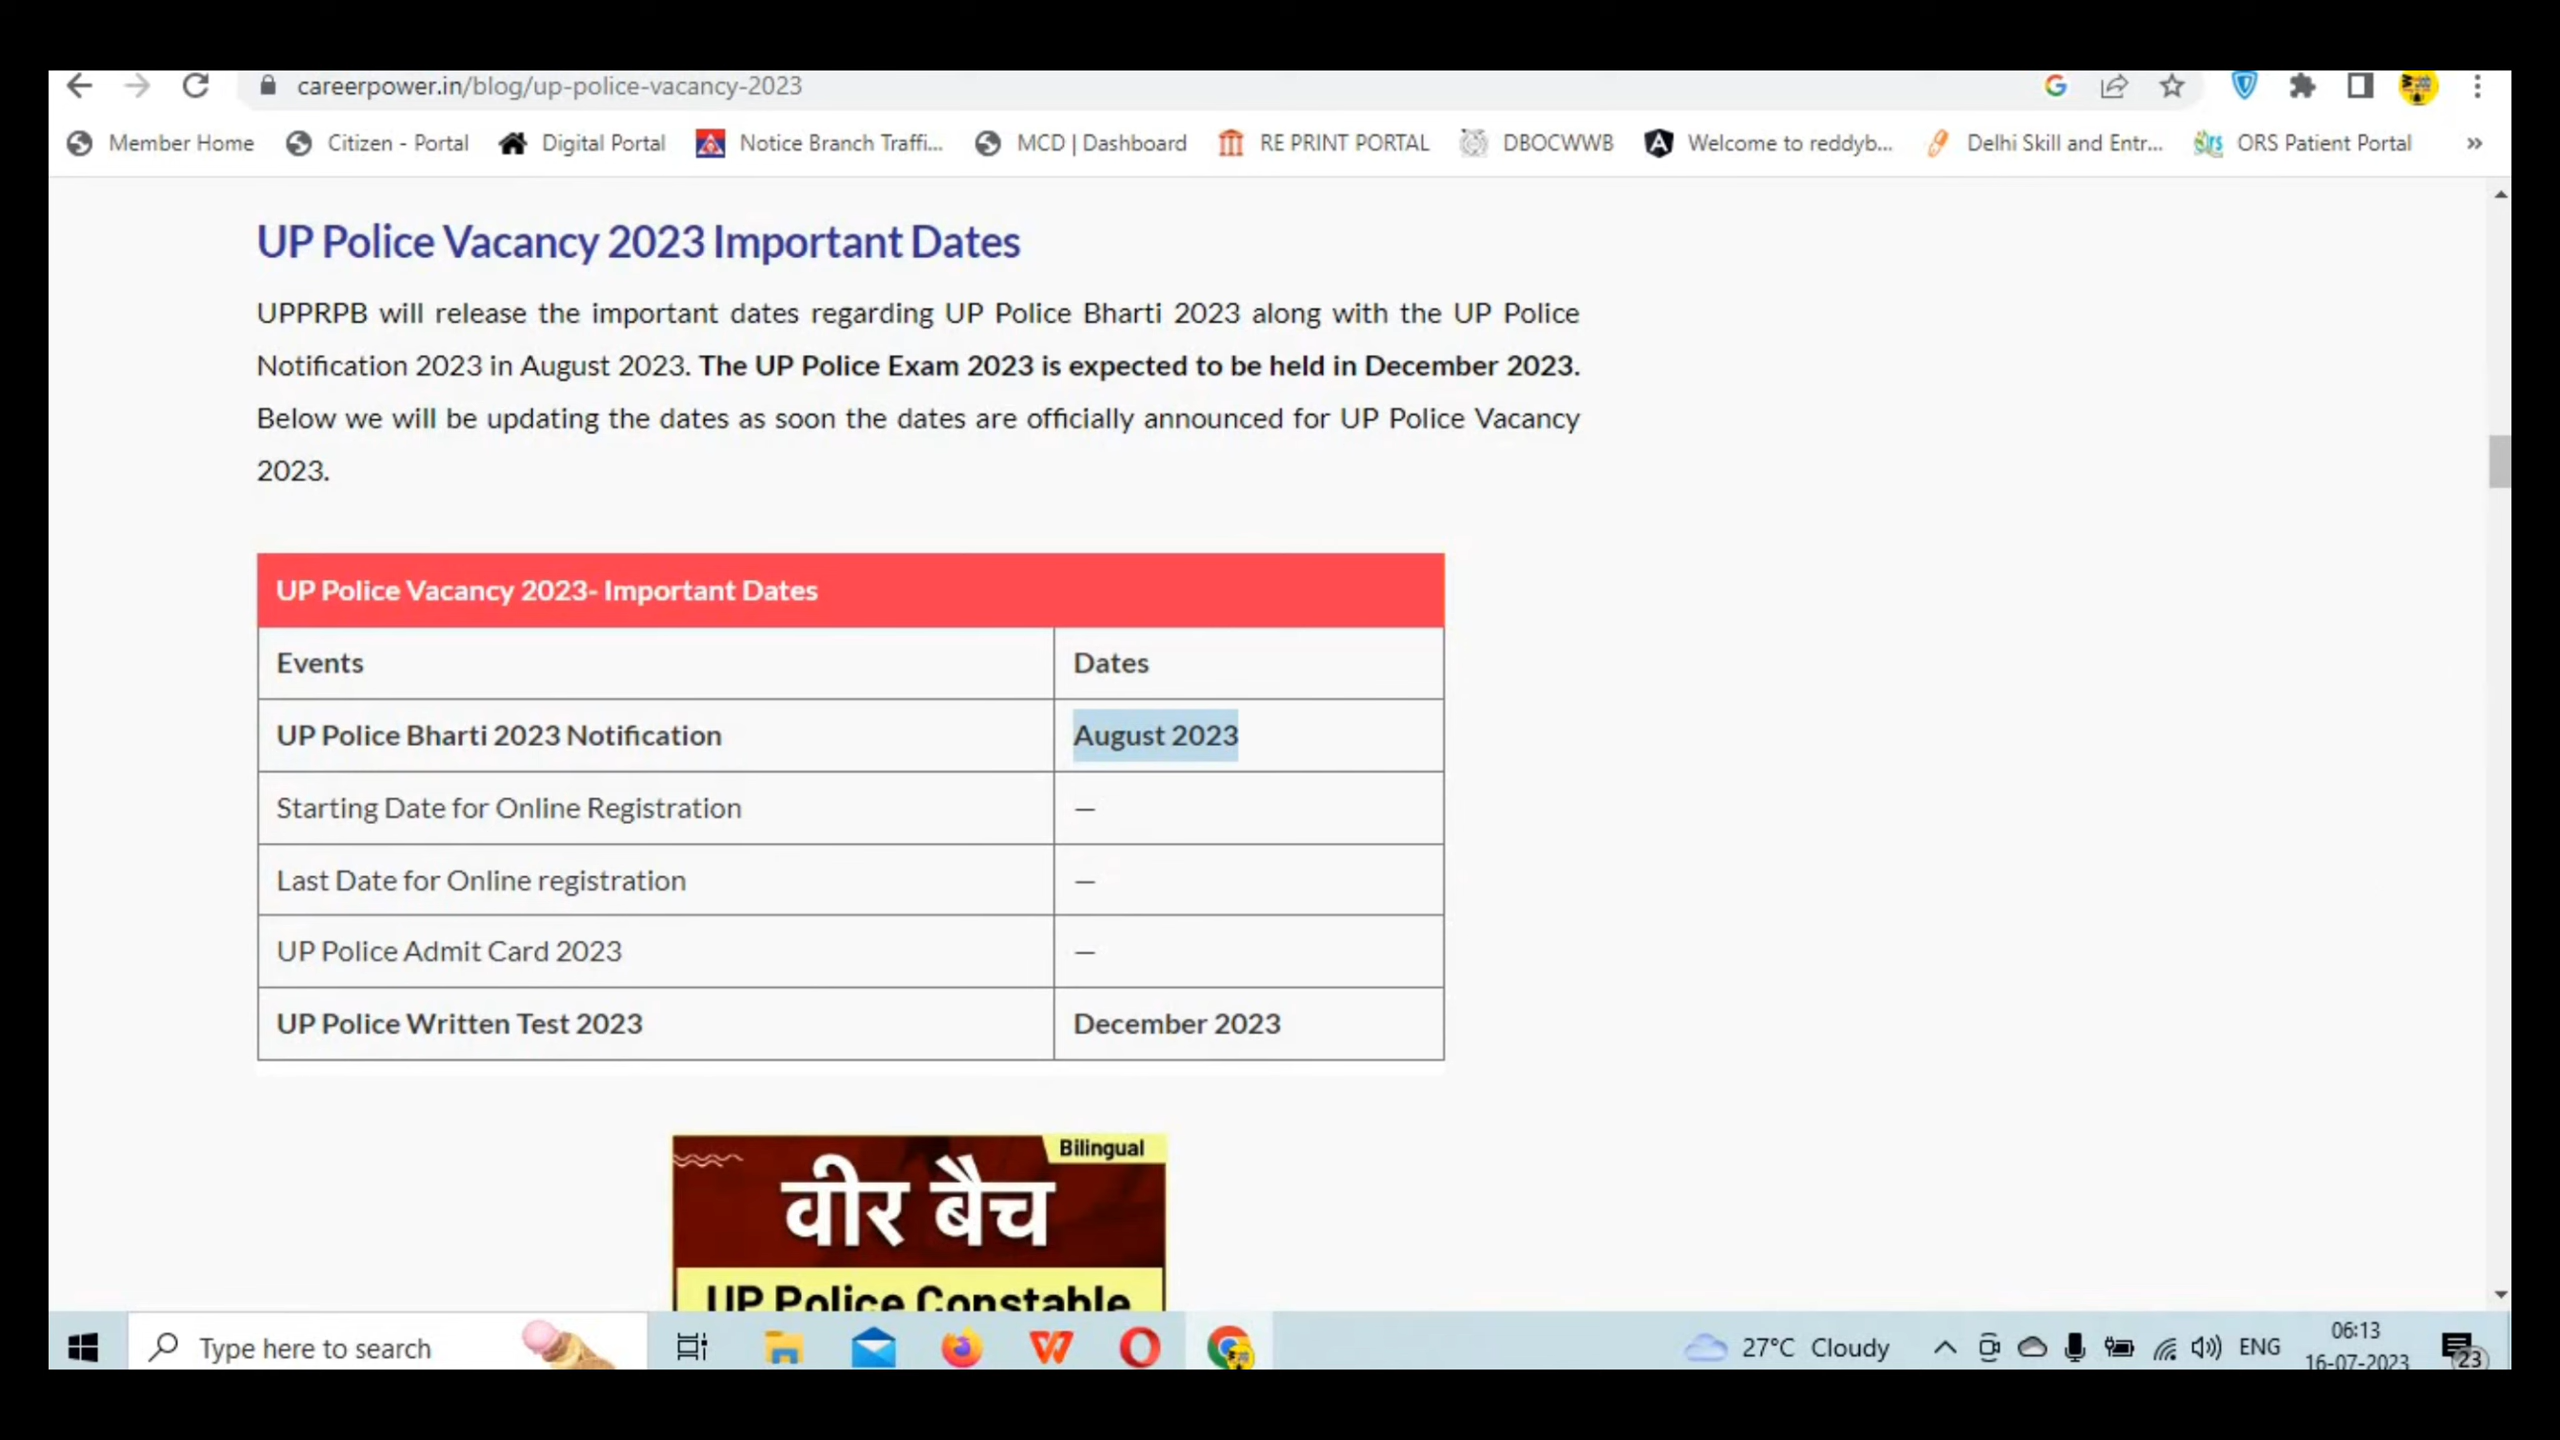 careerpower.in/blog/up-police-vacancy-2023
Member Home Citizen - Portal Digital Portal Notice Branch Traffi... MCD | Dashboard RE PRINT PORTAL DBOCWWB Welcome to reddyb... Delhi Skill and Entr... ORS Patient Portal »
UP Police Vacancy 2023 Important Dates
UPPRPB will release the important dates regarding UP Police Bharti 2023 along with the UP Police
Notification 2023 in August 2023. The UP Police Exam 2023 is expected to be held in December 2023.
Below we will be updating the dates as soon the dates are officially announced for UP Police Vacancy
2023.
UP Police Vacancy 2023- Important Dates
Events Dates
UP Police Bharti 2023 Notification August 2023
Starting Date for Online Registration —
Last Date for Online registration —
UP Police Admit Card 2023 —
UP Police Written Test 2023 December 2023
Bilingual
वीर बैच
UP Police Constable
Type here to search 27°C Cloudy ENG 06:13
16-07-2023 23